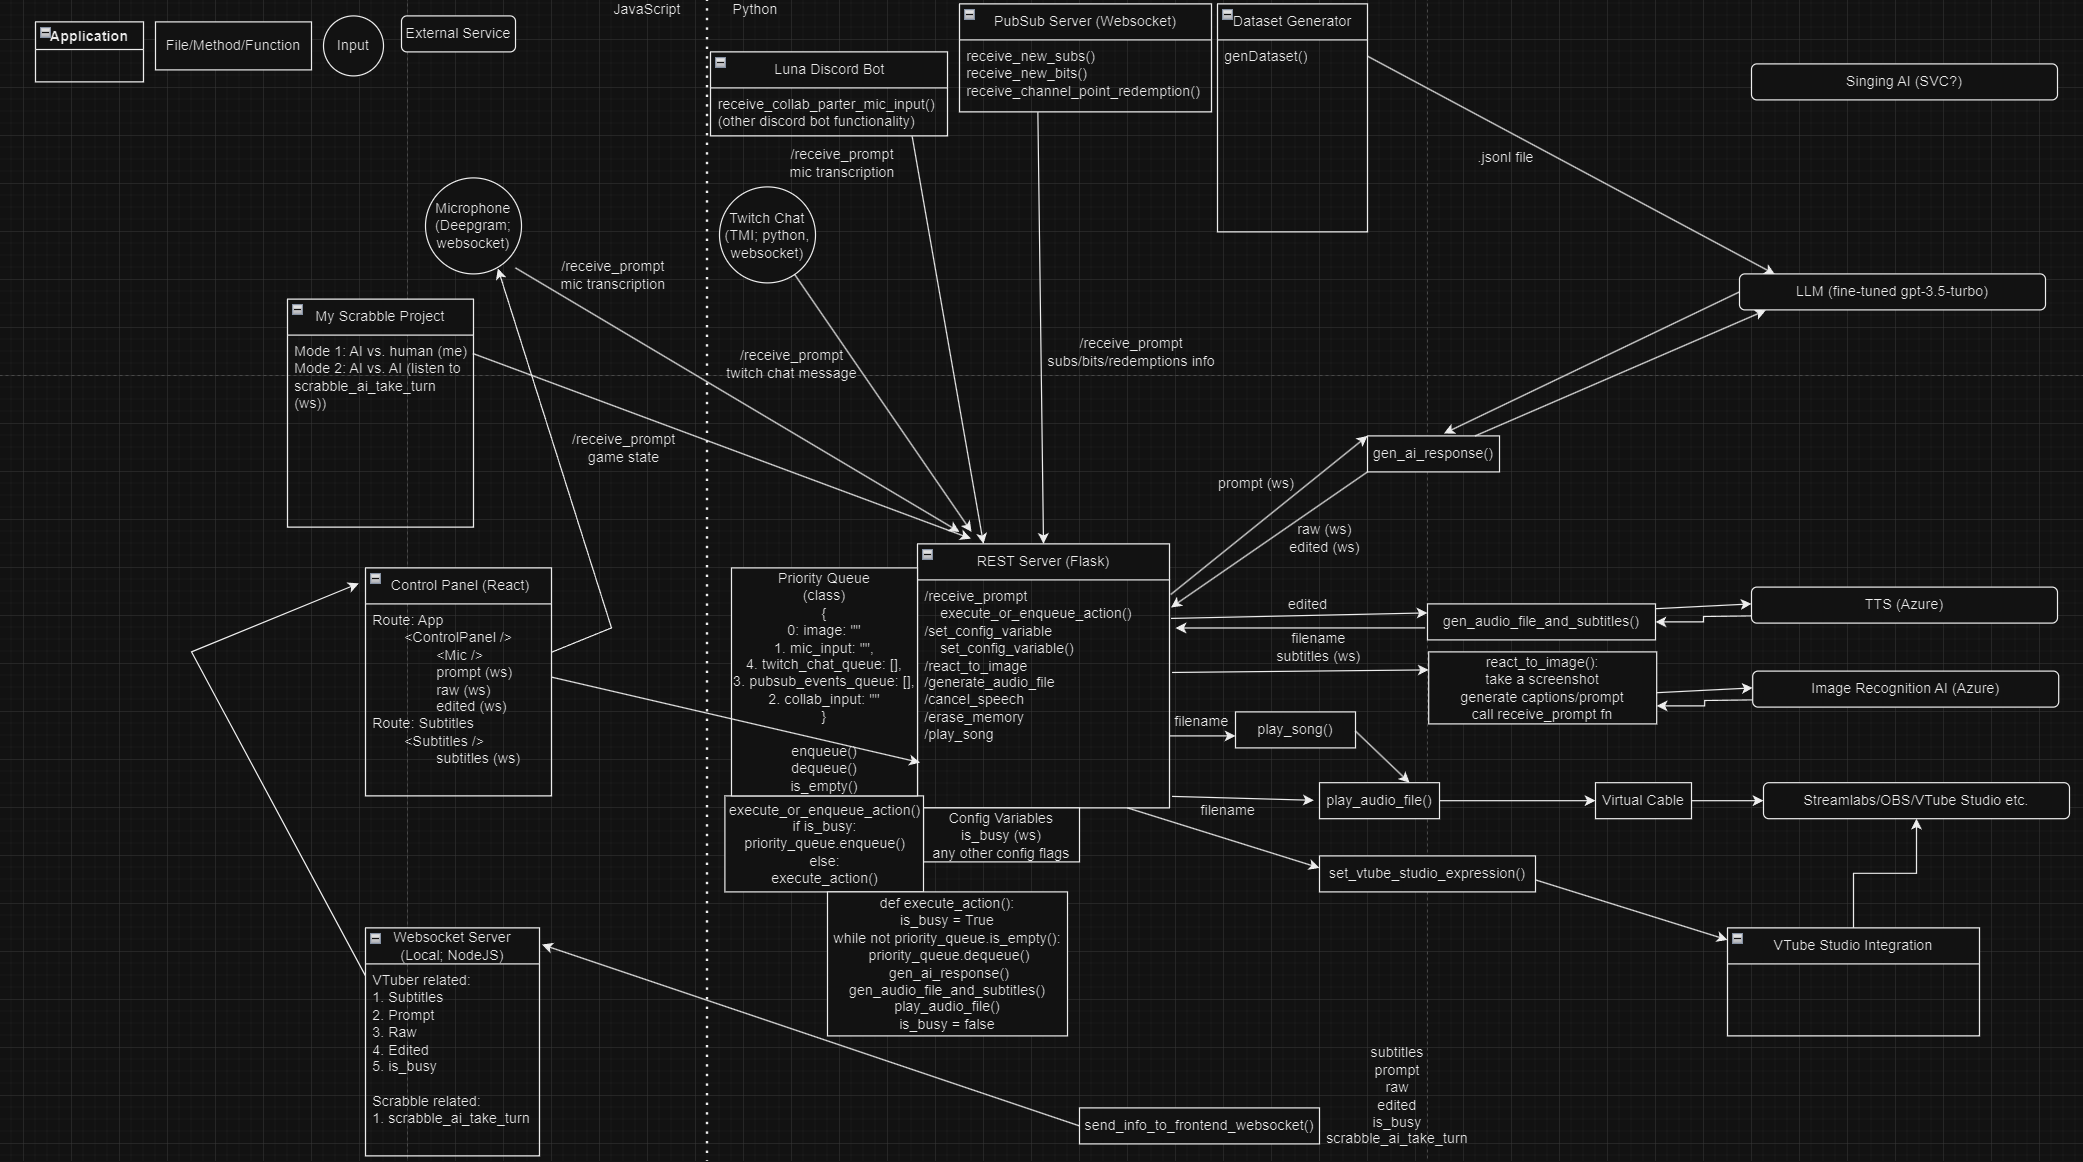 JavaScript
Python
Application
File/Method/Function
Input
External Service
Luna Discord Bot
receive_collab_parter_mic_input()
(other discord bot functionality)
PubSub Server (Websocket)
receive_new_subs()
receive_new_bits()
receive_channel_point_redemption()
Dataset Generator
genDataset()
Singing AI (SVC?)
/receive_prompt
mic transcription
.jsonl file
Microphone
(Deepgram;
websocket)
Twitch Chat
(TMI; python,
websocket)
/receive_prompt
mic transcription
LLM (fine-tuned gpt-3.5-turbo)
My Scrabble Project
Mode 1: AI vs. human (me)
Mode 2: AI vs. AI (listen to
scrabble_ai_take_turn
(ws))
/receive_prompt
twitch chat message
/receive_prompt
subs/bits/redemptions info
/receive_prompt
game state
gen_ai_response()
prompt (ws)
raw (ws)
edited (ws)
Control Panel (React)
Route: App
<ControlPanel />
<Mic />
prompt (ws)
raw (ws)
edited (ws)
Route: Subtitles
<Subtitles />
subtitles (ws)
Priority Queue
(class)
{
0: image: ""
1. mic_input: "",
4. twitch_chat_queue: [],
3. pubsub_events_queue: [],
2. collab_input: ""
}
enqueue()
dequeue()
is_empty()
REST Server (Flask)
/receive_prompt
execute_or_enqueue_action()
/set_config_variable
set_config_variable()
/react_to_image
/generate_audio_file
/cancel_speech
/erase_memory
/play_song
edited
filename
subtitles (ws)
gen_audio_file_and_subtitles()
TTS (Azure)
react_to_image():
take a screenshot
generate captions/prompt
call receive_prompt fn
Image Recognition AI (Azure)
filename
play_song()
filename
play_audio_file()
Virtual Cable
Streamlabs/OBS/VTube Studio etc.
execute_or_enqueue_action()
if is_busy:
priority_queue.enqueue()
else:
execute_action()
Config Variables
is_busy (ws)
any other config flags
set_vtube_studio_expression()
def execute_action():
is_busy = True
while not priority_queue.is_empty():
priority_queue.dequeue()
gen_ai_response()
gen_audio_file_and_subtitles()
play_audio_file()
is_busy = false
VTube Studio Integration
Websocket Server
(Local; NodeJS)
VTuber related:
1. Subtitles
2. Prompt
3. Raw
4. Edited
5. is_busy
Scrabble related:
1. scrabble_ai_take_turn
send_info_to_frontend_websocket()
subtitles
prompt
raw
edited
is_busy
scrabble_ai_take_turn